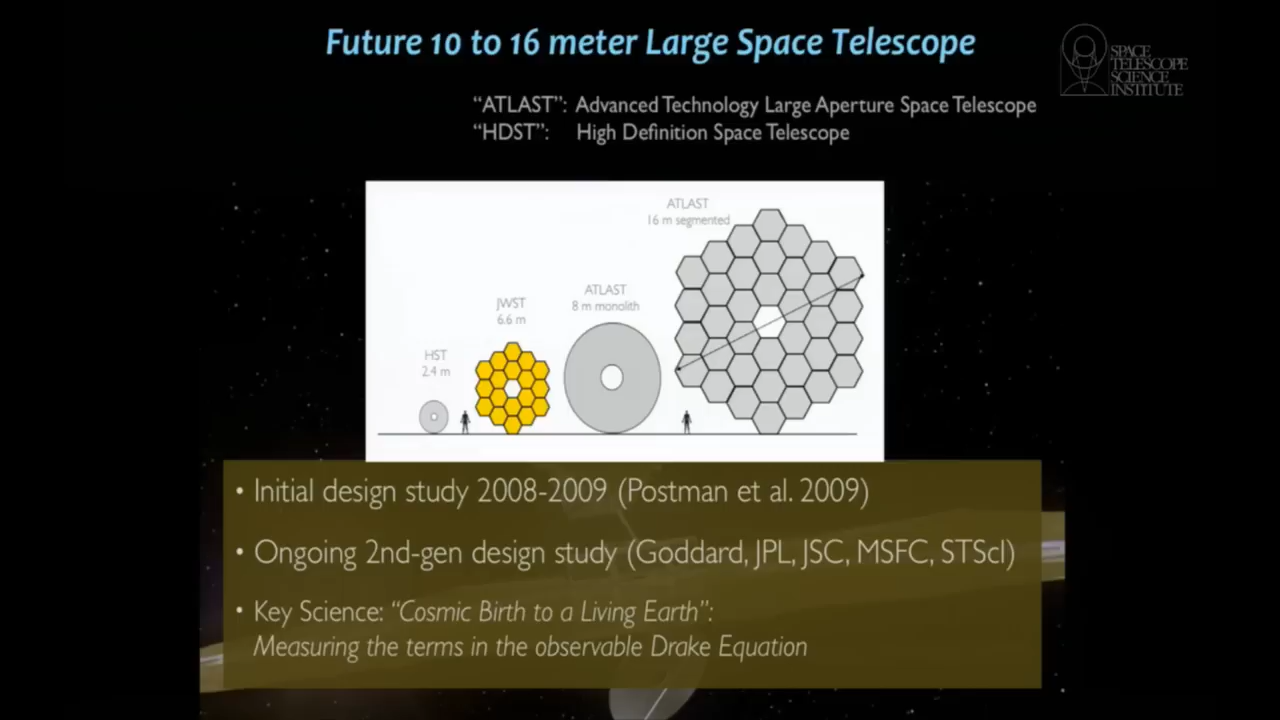 Future 10 to 16 meter Large Space Telescope
SPACE
TELESCOPE
SCIENCE
INSTITUTE
“ATLAST”: Advanced Technology Large Aperture Space Telescope
“HDST”: High Definition Space Telescope
ATLAST
16 m segmented
ATLAST
8 m monolith
JWST
6.6 m
HST
2.4 m
• Initial design study 2008-2009 (Postman et al. 2009)
• Ongoing 2nd-gen design study (Goddard, JPL, JSC, MSFC, STScI)
• Key Science: “Cosmic Birth to a Living Earth”:
Measuring the terms in the observable Drake Equation